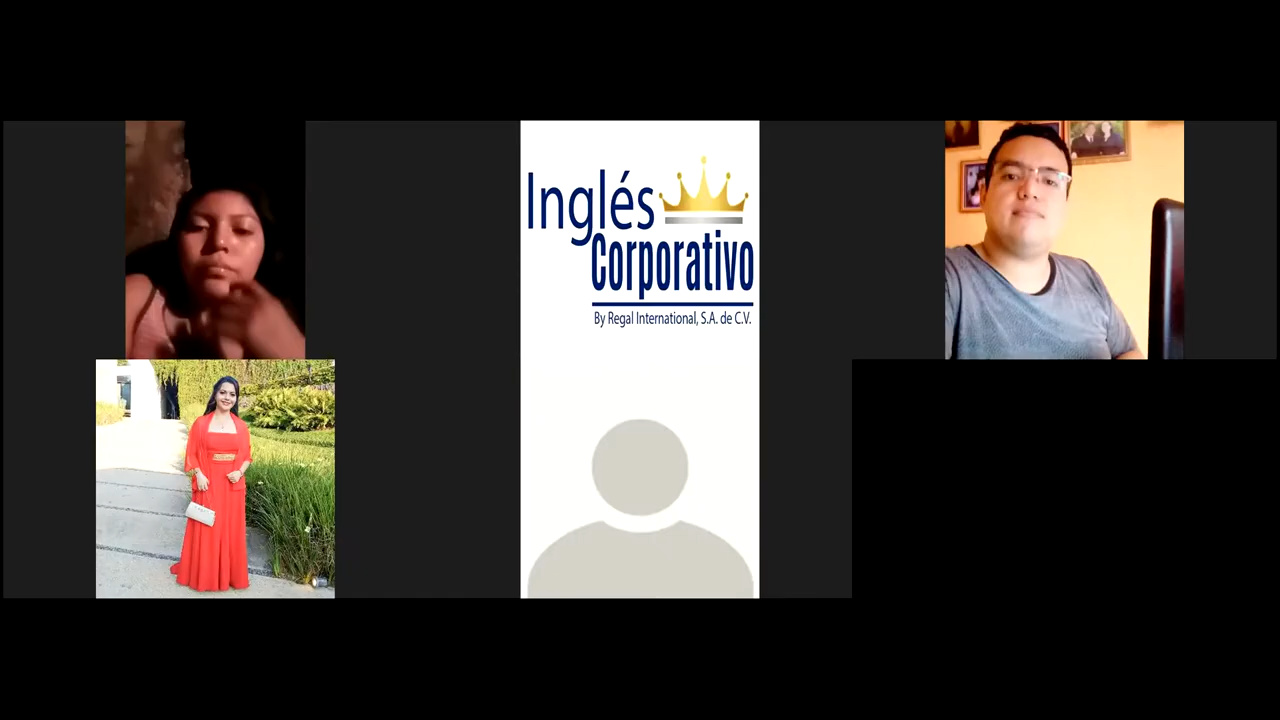 Inglés
Corporativo
By Regal International, S.A. de C.V.